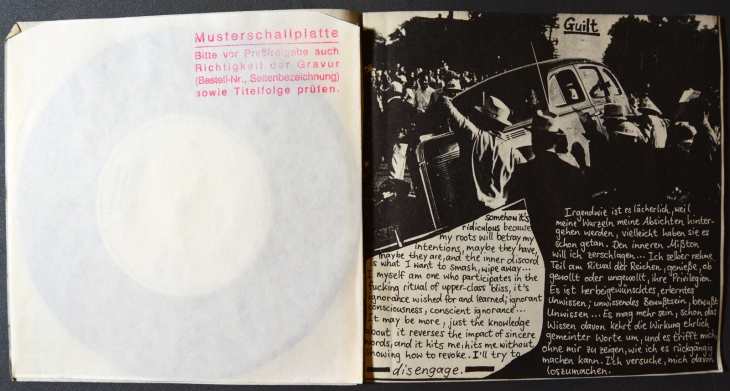 Musterschallplatte
Bitte vor Preßfreigabe auch
Richtigkeit der Gravur
(Bestell-Nr., Seitenbezeichnung)
sowie Titelfolge prüfen.
Guilt
somehow it's
ridiculous because
my roots will betray my
intentions, maybe they have,
maybe they are, and the inner discord
is what I want to smash, wipe away...
myself am one who participates in the
fucking ritual of upper-class bliss, it's
ignorance wished for and learned, ignorant
consciousness, conscient ignorance...
It may be more, just the knowledge
about it reverses the impact of sincere
words, and it hits me: hits me without
showing how to revoke. I'll try to
disengage.
Irgendwie ist es lächerlich, weil
meine Wurzeln meine Absichten hinter-
gehen werden, vielleicht haben sie es
schon getan. Den inneren Mißton
will ich zerschlagen... Ich selber nehme
Teil am Ritual der Reichen, genieße, ob
gewollt oder ungewollt, ihre Privilegien.
Es ist herbeigewünschtes, erlerntes
Unwissen; unwissendes Bewußtsein, bewußt
Unwissen... Es mag mehr sein, schon das
Wissen davon kehrt die Wirkung ehrlich
gemeinter Worte um, und es trifft mich
ohne mir zu zeigen, wie ich es rückgängig
machen kann. Ich versuche, mich davon
loszumachen.